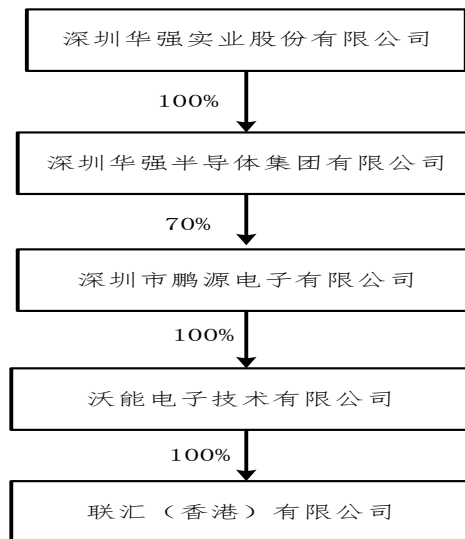 深圳华强实业股份有限公司
100%
深圳华强半导体集团有限公司
70%
深圳市鹏源电子有限公司
100%
沃能电子技术有限公司
100%
联汇（香港）有限公司